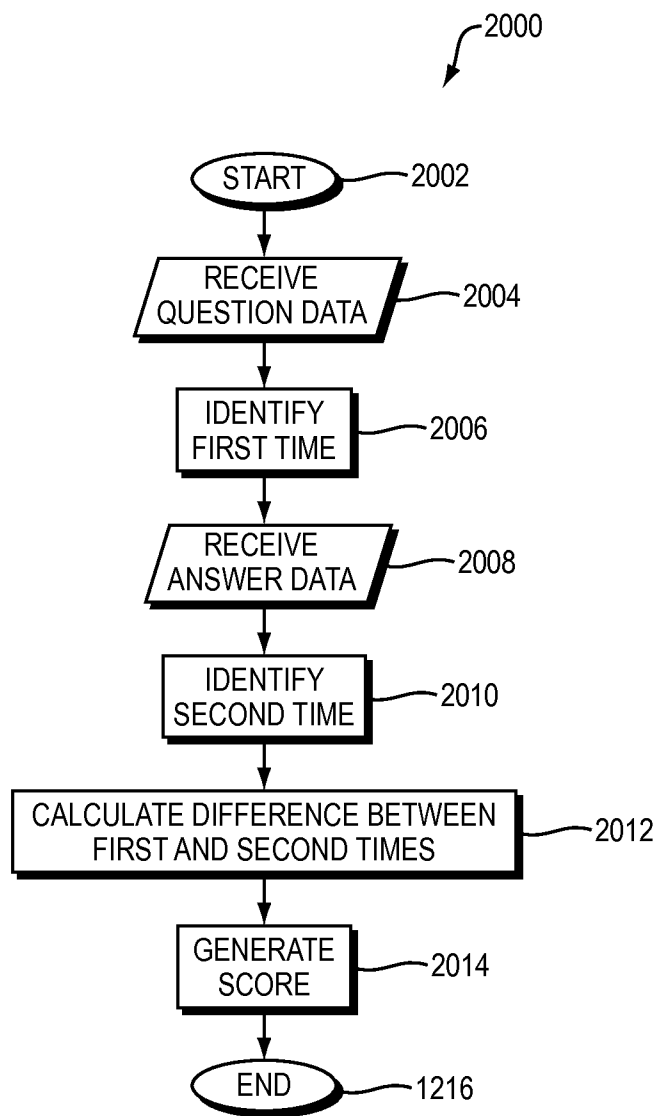 2000
START
2002
RECEIVE
QUESTION DATA
2004
IDENTIFY
FIRST TIME
2006
RECEIVE
ANSWER DATA
2008
IDENTIFY
SECOND TIME
2010
CALCULATE DIFFERENCE BETWEEN
FIRST AND SECOND TIMES
2012
GENERATE
SCORE
2014
END
1216